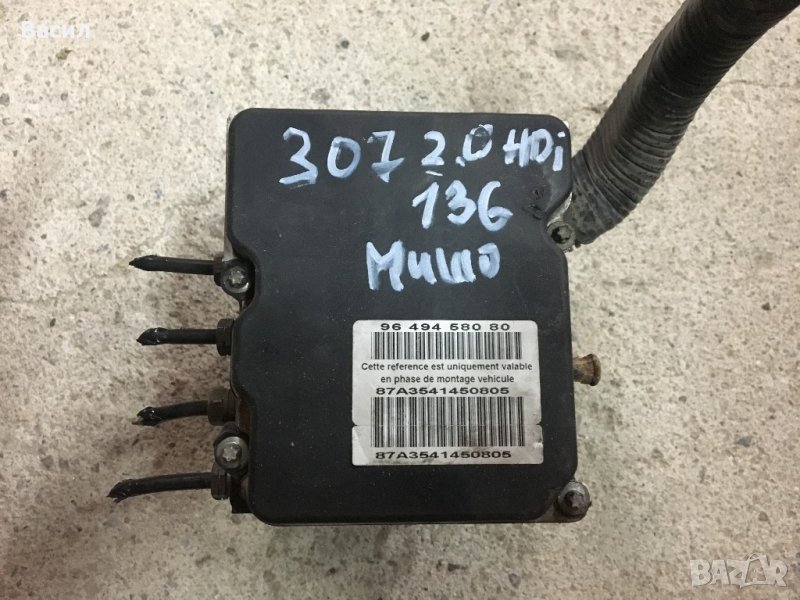 Васил
307 2.0 HDi
136
Мишо
96 494 580 80
Cette reference est uniquement valable
en phase de montage vehicule
87A3541450805
87A3541450805
BAZAR